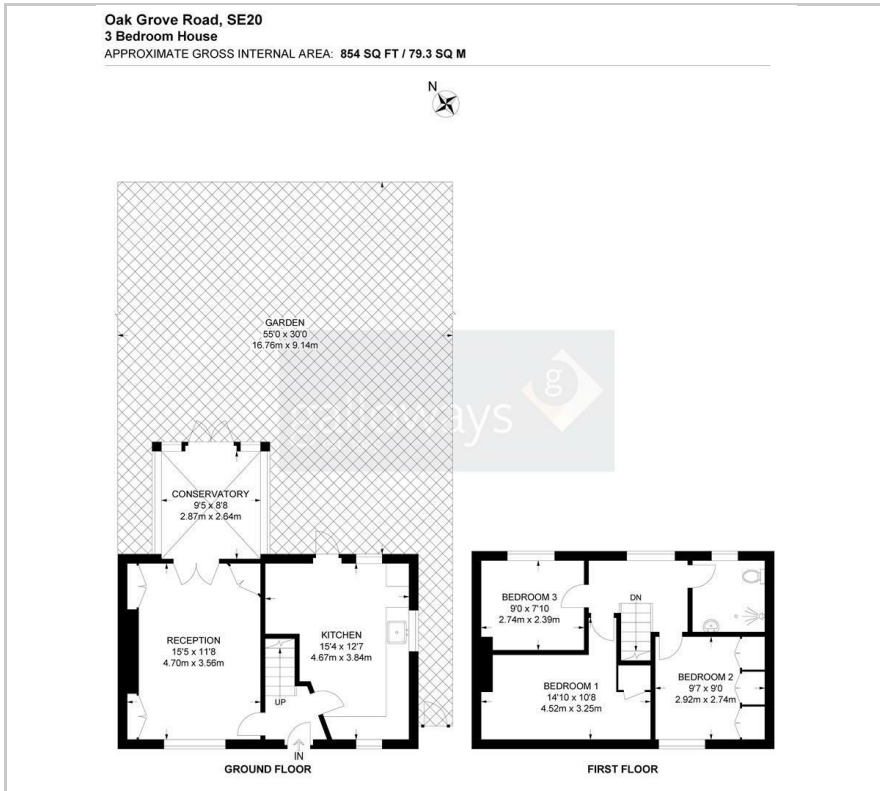 Oak Grove Road, SE20
3 Bedroom House
APPROXIMATE GROSS INTERNAL AREA: 854 SQ FT / 79.3 SQ M
N
GARDEN
55'0 x 30'0
16.76m x 9.14m
g
galloways
CONSERVATORY
9'5 x 8'8
2.87m x 2.64m
RECEPTION
15'5 x 11'8
4.70m x 3.56m
KITCHEN
15'4 x 12'7
4.67m x 3.84m
UP
IN
GROUND FLOOR
BEDROOM 3
9'0 x 7'10
2.74m x 2.39m
DN
BEDROOM 1
14'10 x 10'8
4.52m x 3.25m
BEDROOM 2
9'7 x 9'0
2.92m x 2.74m
FIRST FLOOR